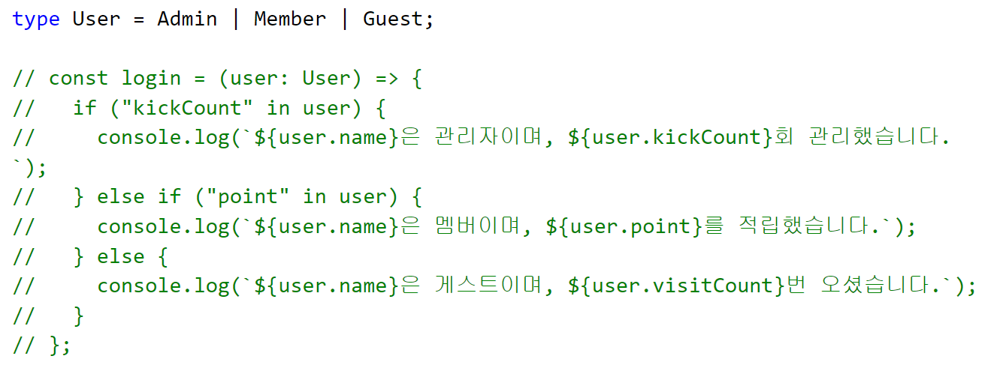 type User = Admin | Member | Guest;
// const login = (user: User) => {
//   if ("kickCount" in user) {
//     console.log(`${user.name}은 관리자이며, ${user.kickCount}회 관리했습니다.
`);
//   } else if ("point" in user) {
//     console.log(`${user.name}은 멤버이며, ${user.point}를 적립했습니다.`);
//   } else {
//     console.log(`${user.name}은 게스트이며, ${user.visitCount}번 오셨습니다.`);
//   }
// };